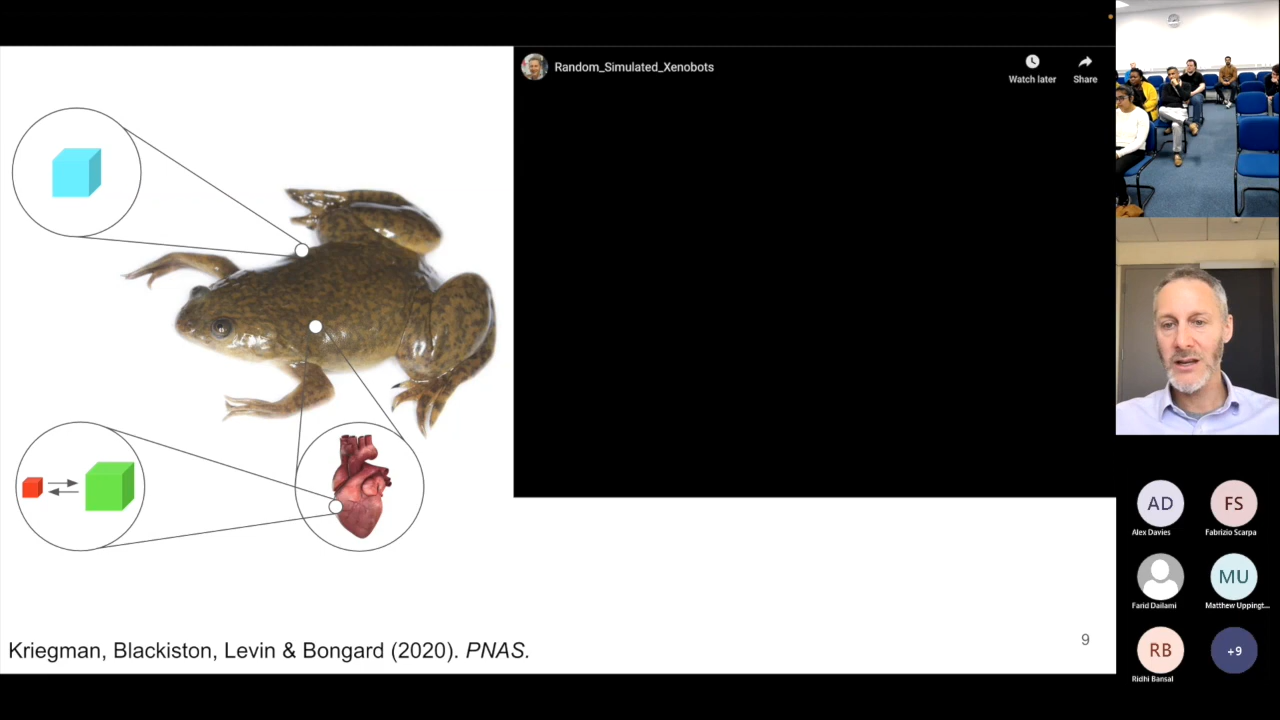 Random_Simulated_Xenobots
Watch later
Share
Kriegman, Blackiston, Levin & Bongard (2020). PNAS.
9
AD
Alex Davies
FS
Fabrizio Scarpa
Farid Dailami
MU
Matthew Uppingt...
RB
Ridhi Bansal
+9